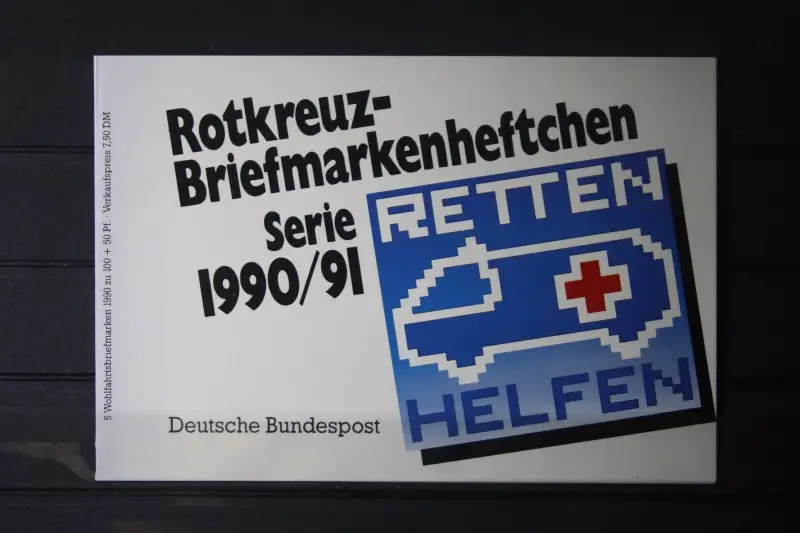 Rotkreuz-
Briefmarkenheftchen
Serie
1990/91
RETTEN
HELFEN
Deutsche Bundespost
5 Wohlfahrtsbriefmarken 1990 zu 100 + 50 Pf. · Verkaufspreis 7,50 DM